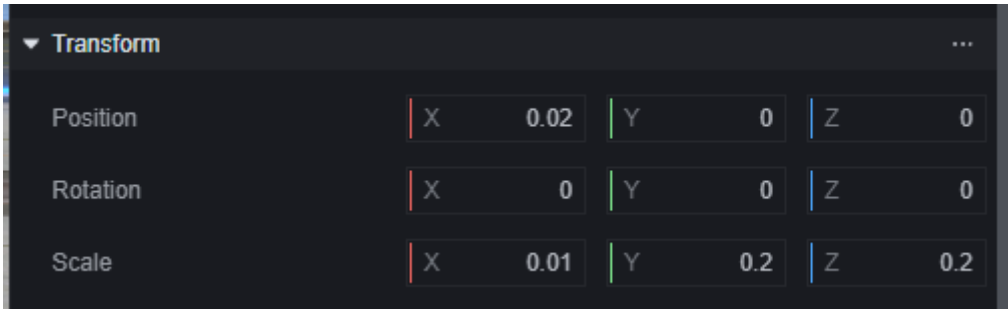 Transform ...
Position X 0.02 Y 0 Z 0
Rotation X 0 Y 0 Z 0
Scale X 0.01 Y 0.2 Z 0.2